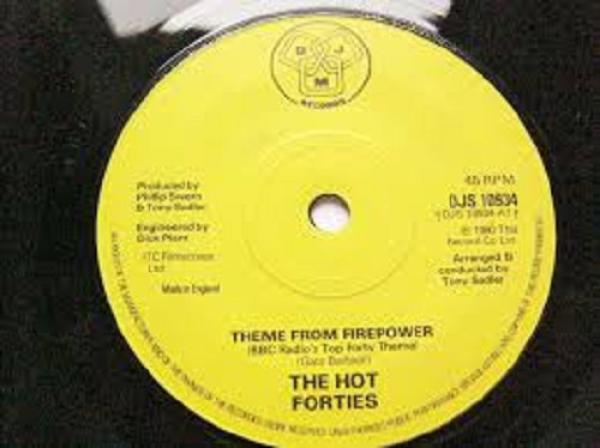 D J
M
RECORDS
Produced by
Phillip Swern
& Tony Sadler
Engineered by
Dick Plant
ITC Filmscores
Ltd
Made in England
45 RPM
DJS 10934
(DJS 10934-A)
℗ 1980 This
Record Co Ltd
Arranged &
conducted by
Tony Sadler
THEME FROM FIREPOWER
(BBC Radio's Top Forty Theme)
THE HOT
FORTIES